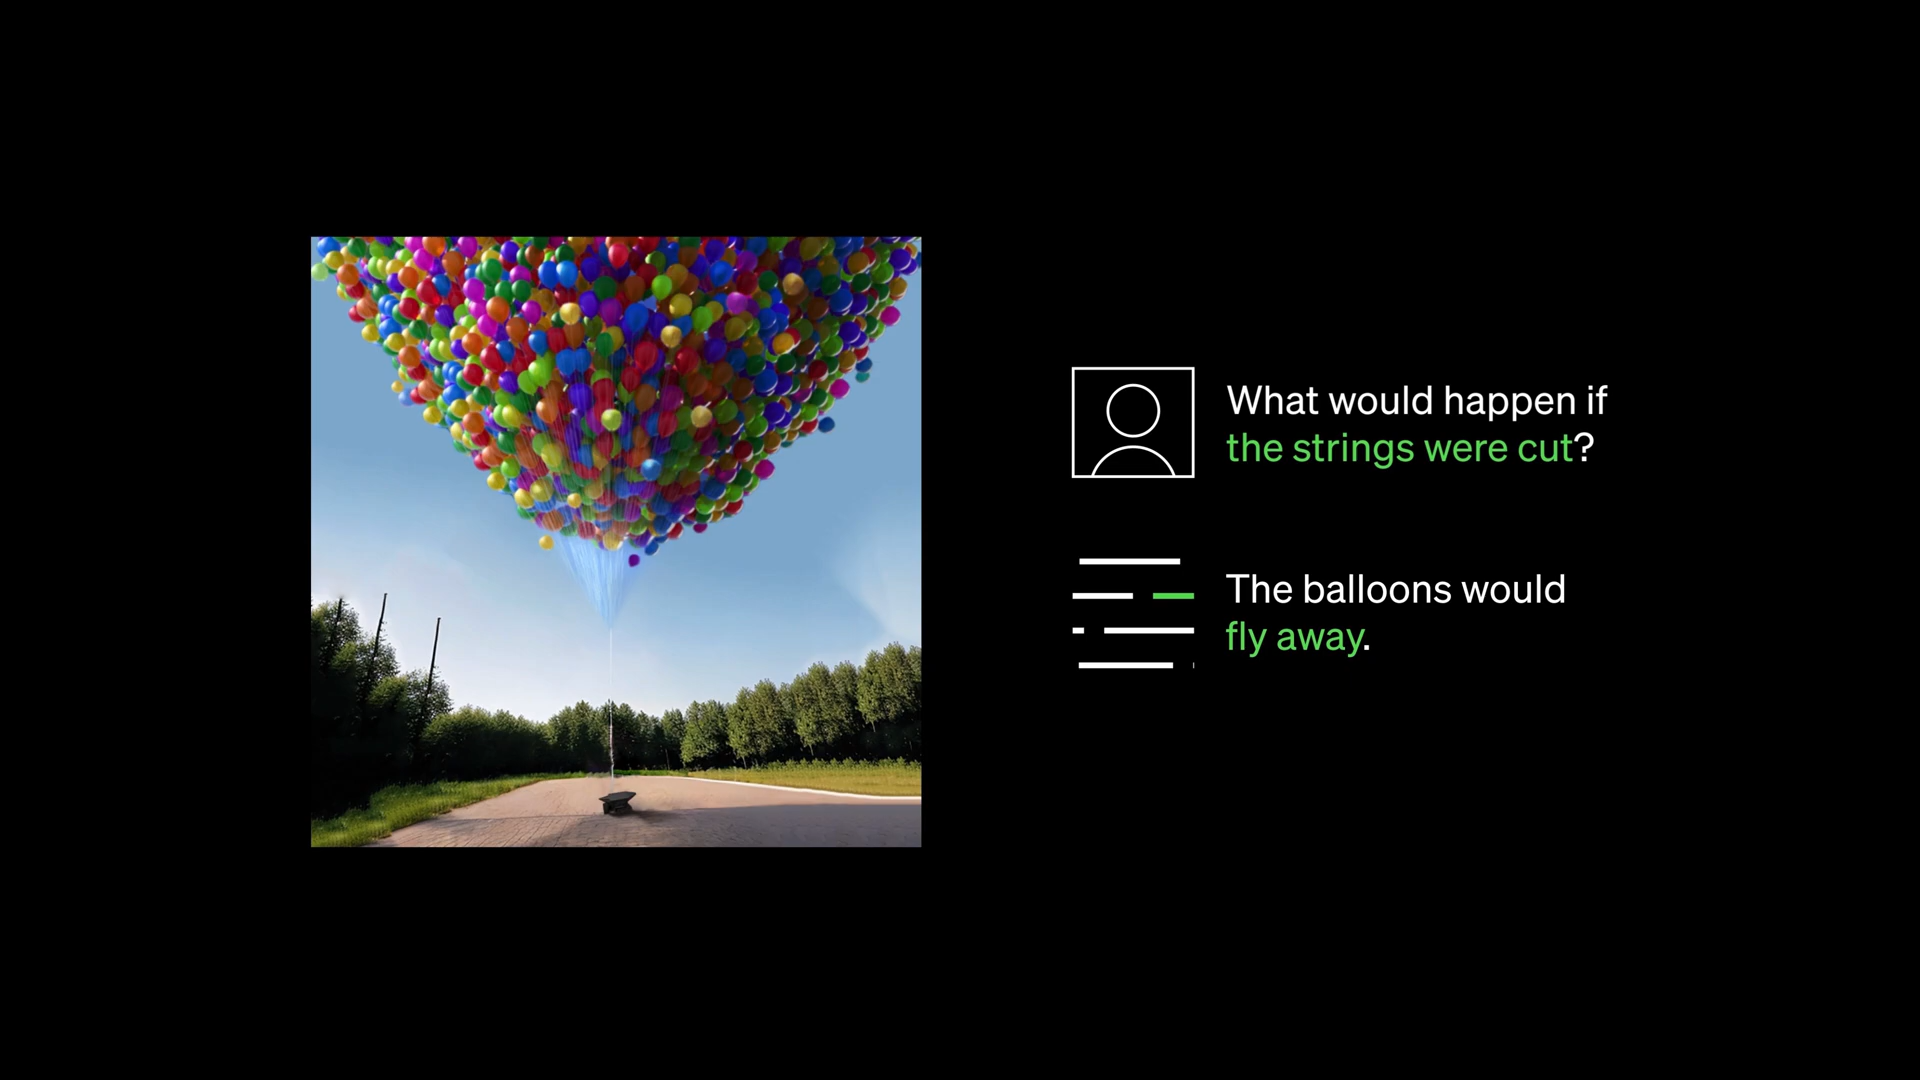 What would happen if
the strings were cut?
The balloons would
fly away.